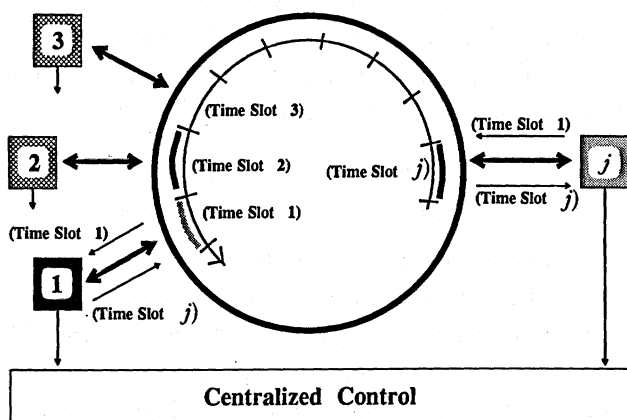 3
(Time Slot 3)
(Time Slot 1)
2
(Time Slot 2)
(Time Slot j)
j
(Time Slot j)
(Time Slot 1)
(Time Slot 1)
1
(Time Slot j)
Centralized Control